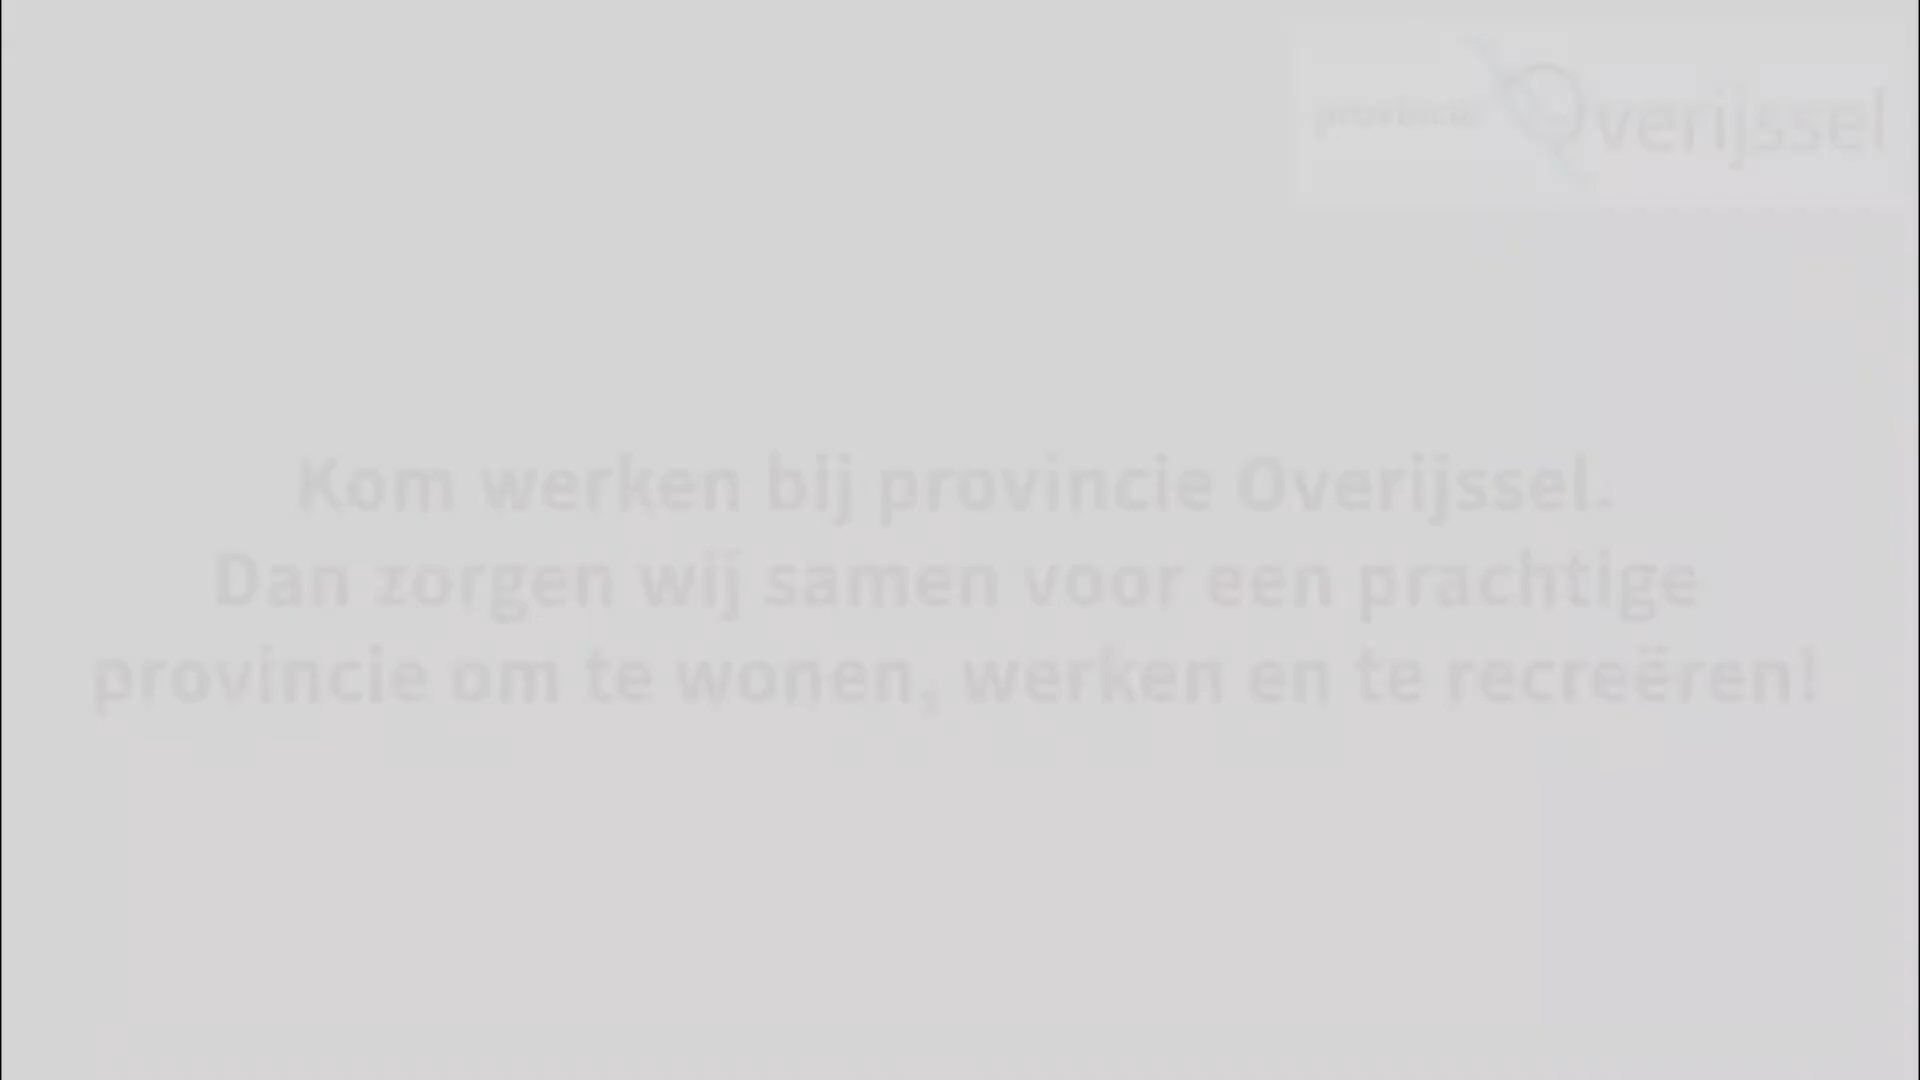 provincie Overijssel
Kom werken bij provincie Overijssel.
Dan zorgen wij samen voor een prachtige
provincie om te wonen, werken en te recreëren!